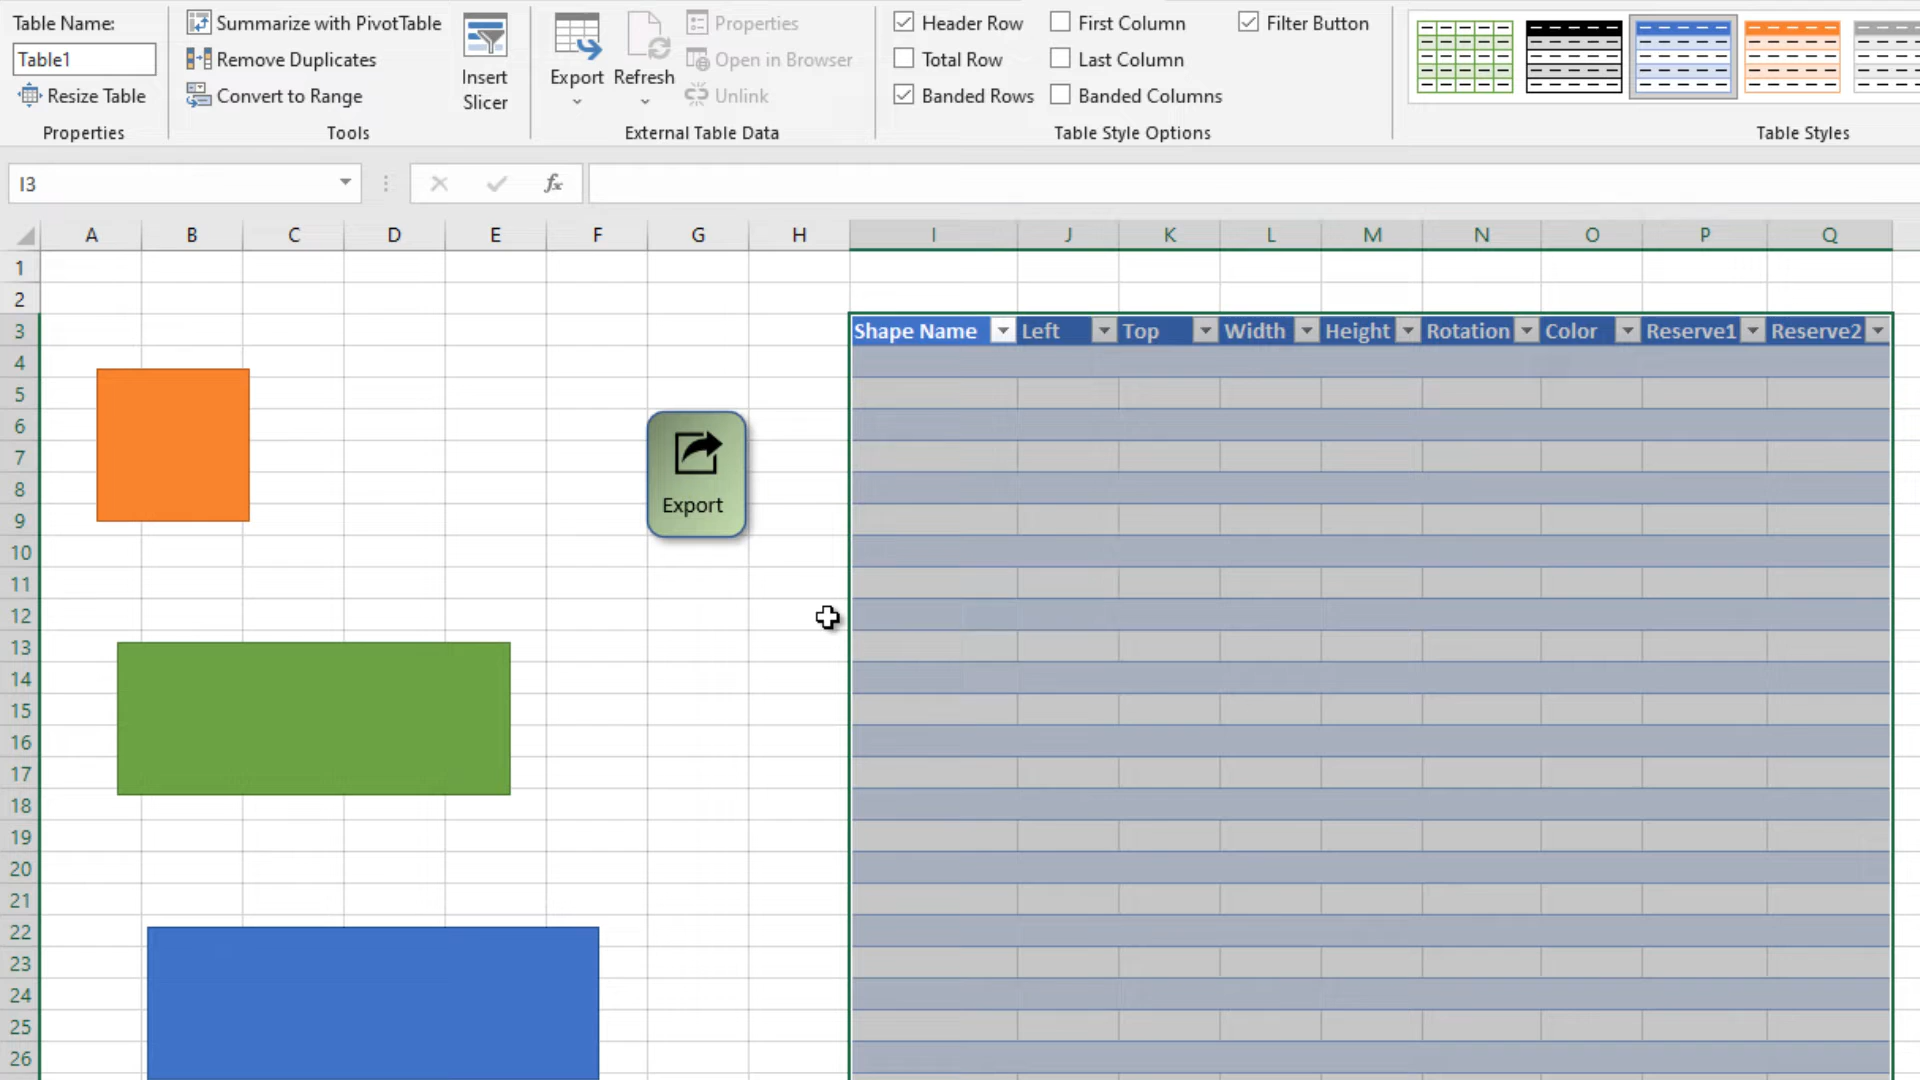 Table Name:
Table1
Resize Table
Properties
Summarize with PivotTable
Remove Duplicates
Convert to Range
Tools
Insert
Slicer
Export
Refresh
Properties
Open in Browser
Unlink
External Table Data
Header Row
Total Row
Banded Rows
First Column
Last Column
Banded Columns
Filter Button
Table Style Options
Table Styles
I3
fx
A B C D E F G H I J K L M N O P Q
1
2
3 Shape Name Left Top Width Height Rotation Color Reserve1 Reserve2
4
5
6
7
8
Export
9
10
11
12
13
14
15
16
17
18
19
20
21
22
23
24
25
26